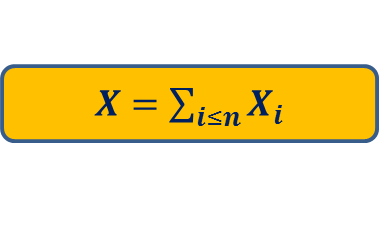 X = ∑_{i≤n} X_i